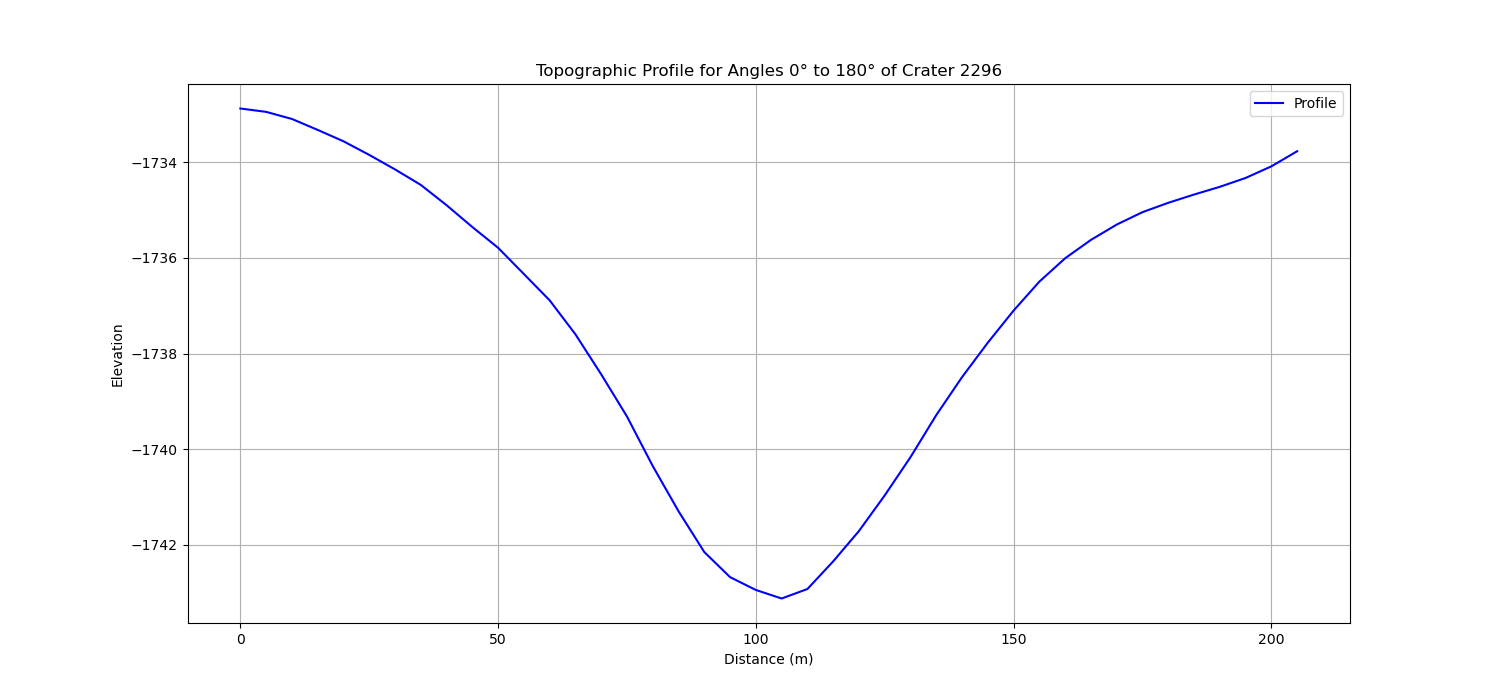 Topographic Profile for Angles 0° to 180° of Crater 2296
Profile
−1734
−1736
−1738
−1740
−1742
Elevation
0
50
100
150
200
Distance (m)